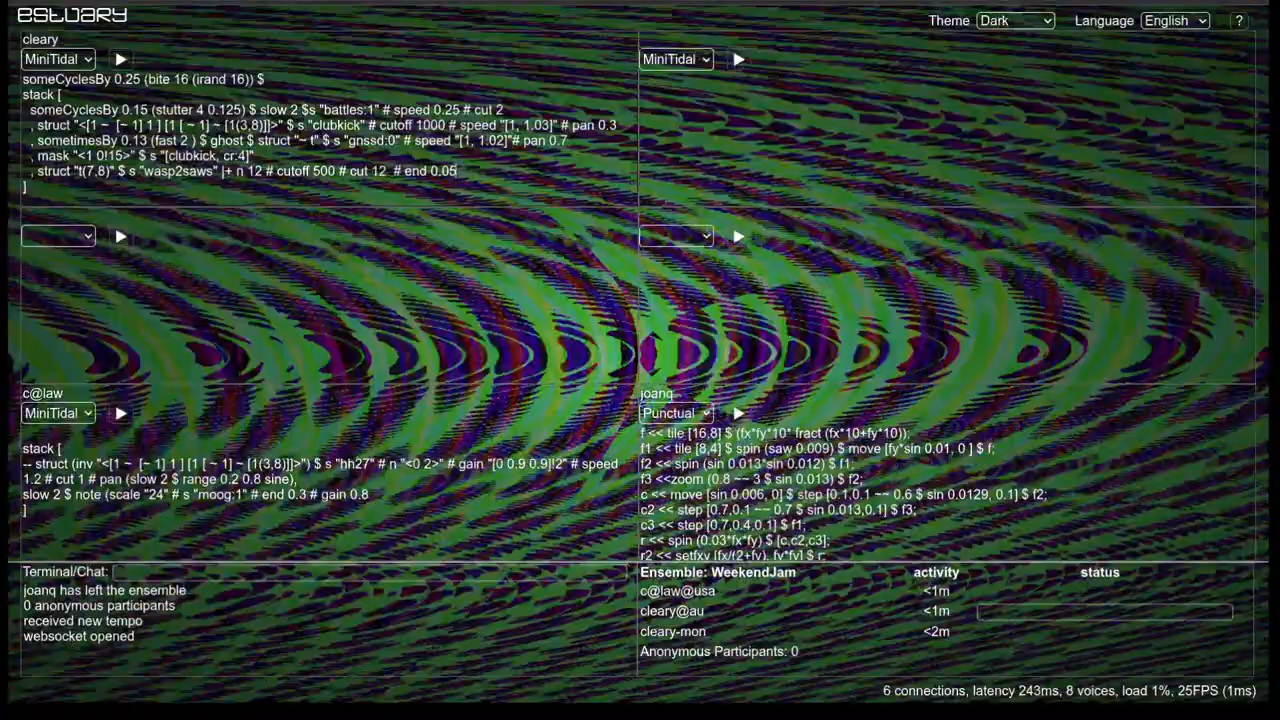 estuary
Theme Dark Language English ?
cleary
MiniTidal
someCyclesBy 0.25 (bite 16 (irand 16)) $
stack [
someCyclesBy 0.15 (stutter 4 0.125) $ slow 2 $s "battles:1" # speed 0.25 # cut 2
, struct "<[1 ~ [~ 1] 1 ] [1 [ ~ 1] ~ [1(3,8)]]>" $ s "clubkick" # cutoff 1000 # speed "[1, 1.03]" # pan 0.3
, sometimesBy 0.13 (fast 2 ) $ ghost $ struct "~ t" $ s "gnssd:0" # speed "[1, 1.02]"# pan 0.7
, mask "<1 0!15>" $ s "[clubkick, cr:4]"
, struct "t(7,8)" $ s "wasp2saws" |+ n 12 # cutoff 500 # cut 12 # end 0.05
]
MiniTidal
c@law
MiniTidal
stack [
-- struct (inv "<[1 ~ [~ 1] 1 ] [1 [ ~ 1] ~ [1(3,8)]]>") $ s "hh27" # n "<0 2>" # gain "[0 0.9 0.9]!2" # speed
1.2 # cut 1 # pan (slow 2 $ range 0.2 0.8 sine),
slow 2 $ note (scale "24" # s "moog:1" # end 0.3 # gain 0.8
]
joanq
Punctual
f << tile [16,8] $ (fx*fy*10* fract (fx*10+fy*10));
f1 << tile [8,4] $ spin (saw 0.009) $ move [fy*sin 0.01, 0 ] $ f;
f2 << spin (sin 0.013*sin 0.012) $ f1;
f3 <<zoom (0.8 ~~ 3 $ sin 0.013) $ f2;
c << move [sin 0.006, 0] $ step [0.1,0.1 ~~ 0.6 $ sin 0.0129, 0.1] $ f2;
c2 << step [0.7,0.1 ~~ 0.7 $ sin 0.013,0.1] $ f3;
c3 << step [0.7,0.4,0.1] $ f1;
r << spin (0.03*fx*fy) $ [c,c2,c3];
r2 << setfxy [fx/(2+fy), fy*fy] $ r;
Terminal/Chat:
joanq has left the ensemble
0 anonymous participants
received new tempo
websocket opened
Ensemble: WeekendJam activity status
c@law@usa <1m
cleary@au <1m
cleary-mon <2m
Anonymous Participants: 0
6 connections, latency 243ms, 8 voices, load 1%, 25FPS (1ms)